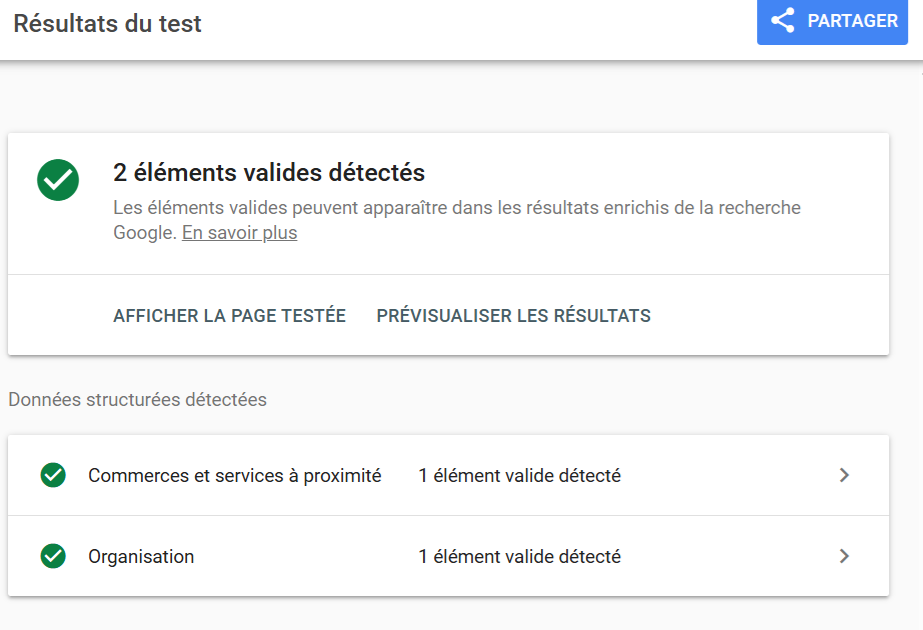 Résultats du test
PARTAGER
2 éléments valides détectés
Les éléments valides peuvent apparaître dans les résultats enrichis de la recherche
Google. En savoir plus
AFFICHER LA PAGE TESTÉE PRÉVISUALISER LES RÉSULTATS
Données structurées détectées
Commerces et services à proximité 1 élément valide détecté
Organisation 1 élément valide détecté